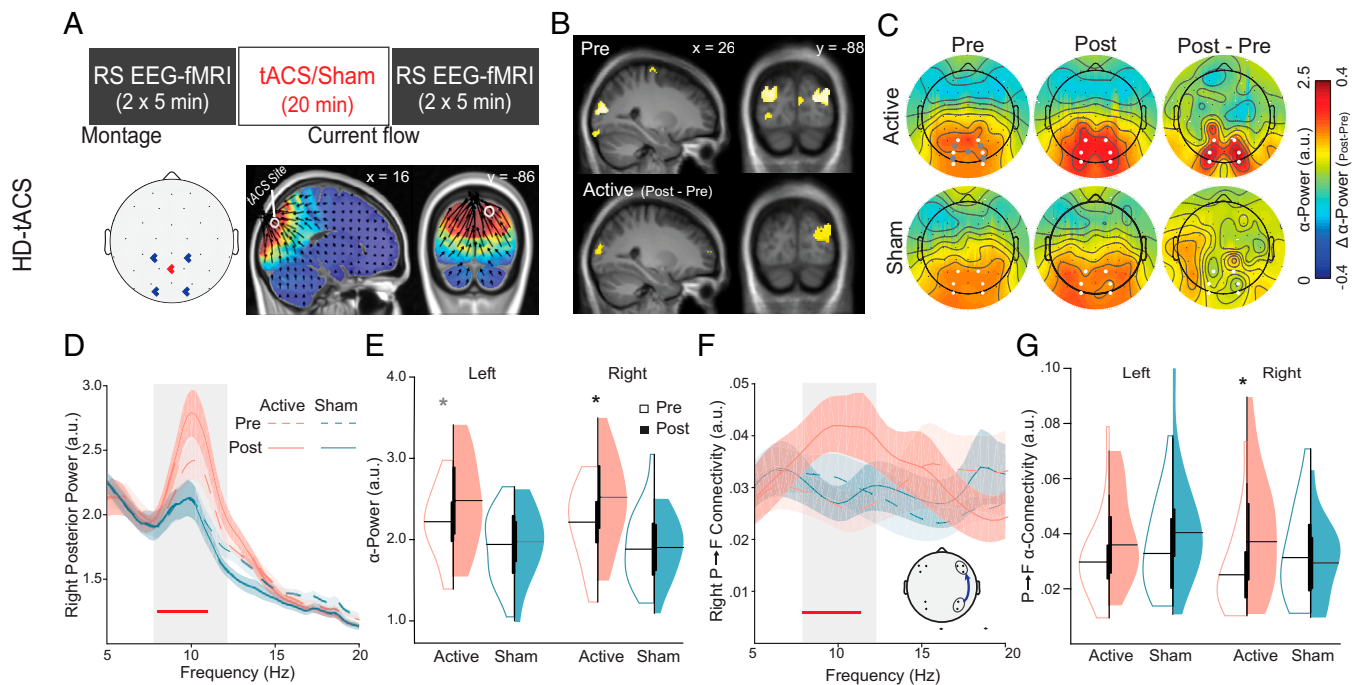 A
RS EEG-fMRI
(2 x 5 min)
tACS/Sham
(20 min)
RS EEG-fMRI
(2 x 5 min)
Montage
Current flow
HD-tACS
tACS Site
x = 16
y = -86
B
Pre
x = 26
y = -88
Active (Post - Pre)
C
Pre
Post
Post - Pre
Active
Sham
2.5
0.4
α-Power (a.u.)
Δ α-Power (Post-Pre)
0
-0.4
D
3.0
2.5
2.0
1.5
Right Posterior Power (a.u.)
Active
Sham
Pre
Post
5
10
15
20
Frequency (Hz)
E
4.0
3.0
2.0
1.0
α-Power (a.u.)
Left
Right
*
*
Pre
Post
Active
Sham
Active
Sham
F
.05
.04
.03
.02
.01
0
Right P→F Connectivity (a.u.)
5
10
15
20
Frequency (Hz)
G
.10
.08
.06
.04
.02
P→F α-Connectivity (a.u.)
Left
Right
*
Active
Sham
Active
Sham